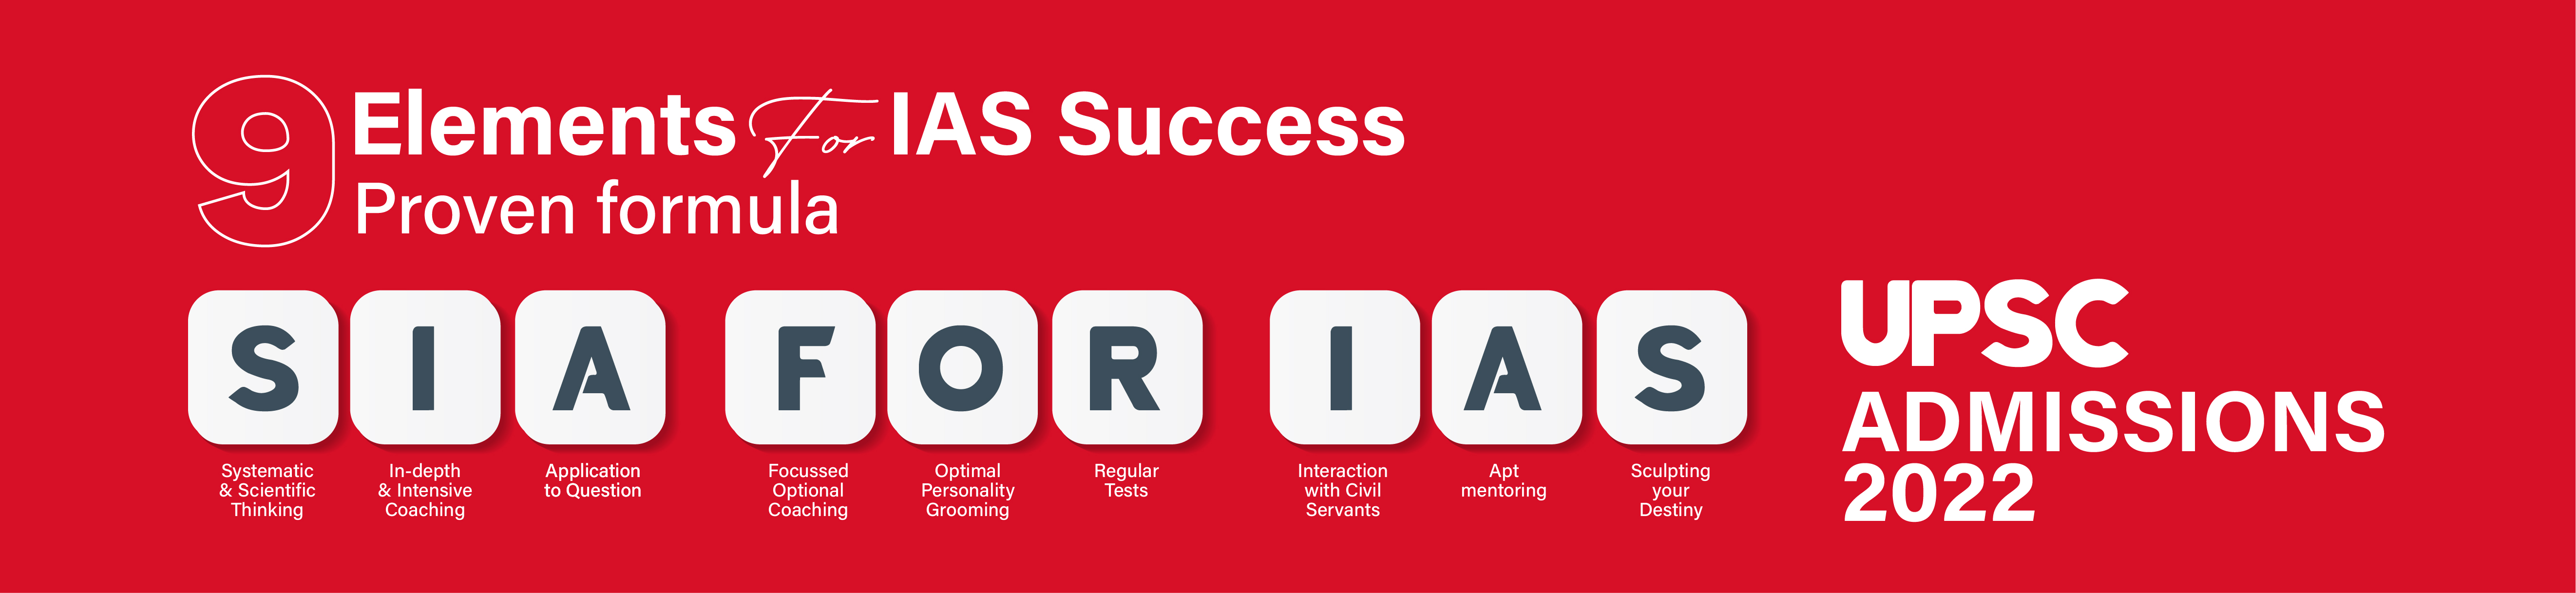 9 Elements For IAS Success
Proven formula
S I A F O R I A S
Systematic
& Scientific
Thinking
In-depth
& Intensive
Coaching
Application
to Question
Focussed
Optional
Coaching
Optimal
Personality
Grooming
Regular
Tests
Interaction
with Civil
Servants
Apt
mentoring
Sculpting
your
Destiny
UPSC
ADMISSIONS
2022